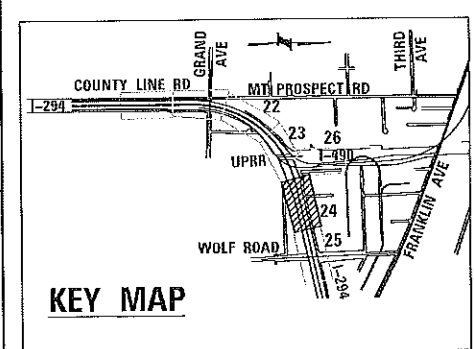 GRAND AVE
THIRD AVE
N
COUNTY LINE RD
MT PROSPECT RD
I-294
22
23
26
UPRR
I-490
24
25
WOLF ROAD
FRANKLIN AVE
I-294
KEY MAP